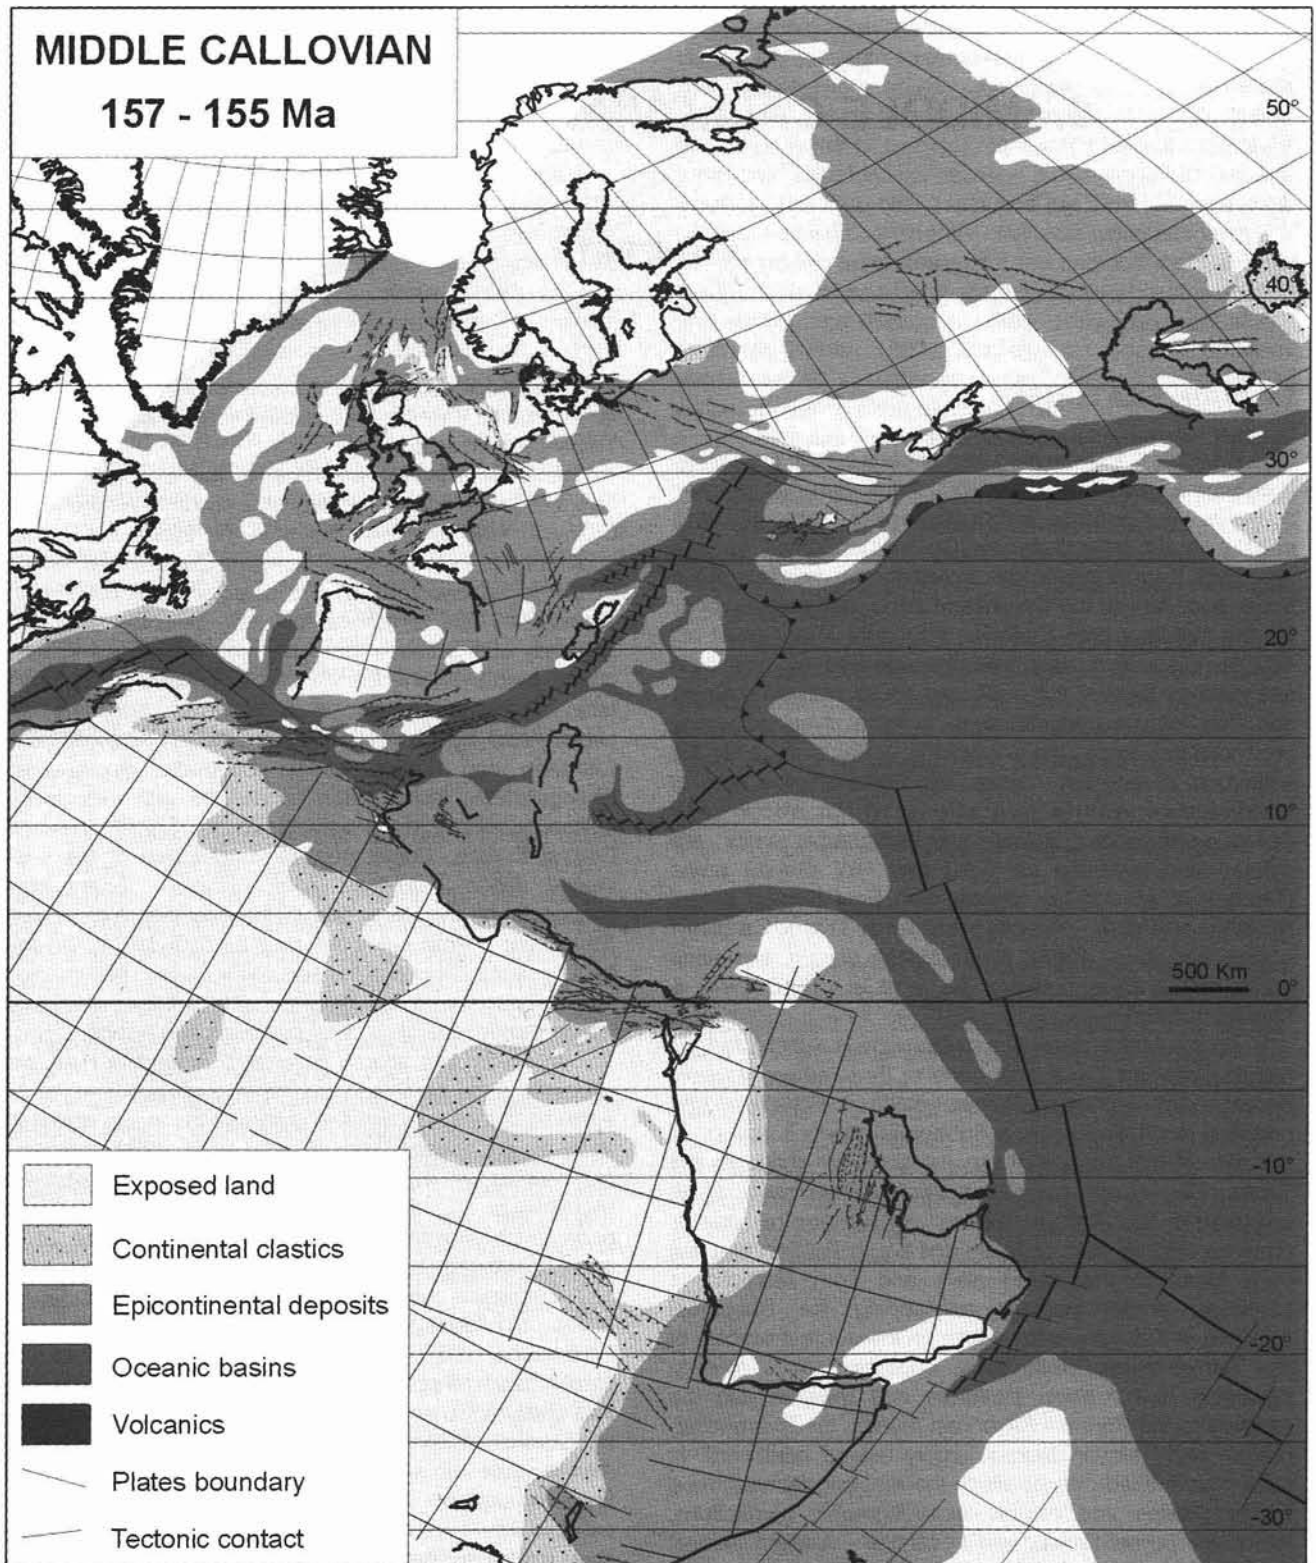 MIDDLE CALLOVIAN
157 - 155 Ma
50°
40°
30°
20°
10°
500 Km
0°
-10°
-20°
-30°
Exposed land
Continental clastics
Epicontinental deposits
Oceanic basins
Volcanics
Plates boundary
Tectonic contact